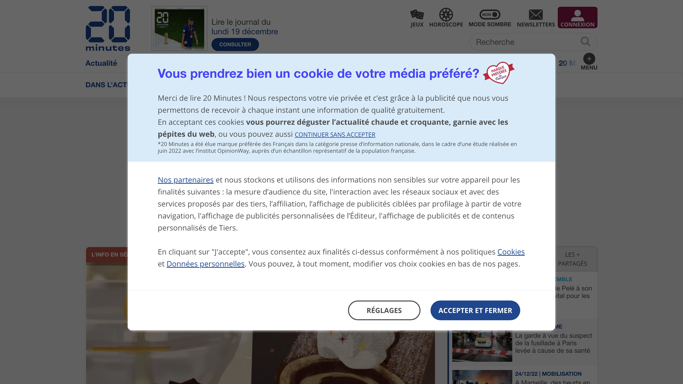 20
minutes
Lire le journal du
lundi 19 décembre
CONSULTER
JEUX
HOROSCOPE
MODE SOMBRE
NEWSLETTERS
CONNEXION
Recherche
Actualité
20
MENU
DANS L'ACT
Vous prendrez bien un cookie de votre média préféré?
Merci de lire 20 Minutes ! Nous respectons votre vie privée et c'est grâce à la publicité que nous vous
permettons de recevoir à chaque instant une information de qualité gratuitement.
En acceptant ces cookies vous pourrez déguster l'actualité chaude et croquante, garnie avec les
pépites du web, ou vous pouvez aussi CONTINUER SANS ACCEPTER
*20 Minutes a été élue marque préférée des Français dans la catégorie presse d'information nationale, dans le cadre d'une étude réalisée en
juin 2022 avec l'institut OpinionWay, auprès d'un échantillon représentatif de la population française.
Nos partenaires et nous stockons et utilisons des informations non sensibles sur votre appareil pour les
finalités suivantes : la mesure d'audience du site, l'interaction avec les réseaux sociaux et avec des
services proposés par des tiers, l'affiliation, l'affichage de publicités ciblées par profilage à partir de votre
navigation, l'affichage de publicités personnalisées de l'Éditeur, l'affichage de publicités et de contenus
personnalisés de Tiers.
En cliquant sur "J'accepte", vous consentez aux finalités ci-dessus conformément à nos politiques Cookies
et Données personnelles. Vous pouvez, à tout moment, modifier vos choix cookies en bas de nos pages.
RÉGLAGES
ACCEPTER ET FERMER
L'INFO EN
LES +
PARTAGÉS
Pelé à son
pour les
La garde à vue du suspect
de la fusillade à Paris
levée à cause de sa santé
24/12/22 | MOBILISATION
A Marseille, des heurts en